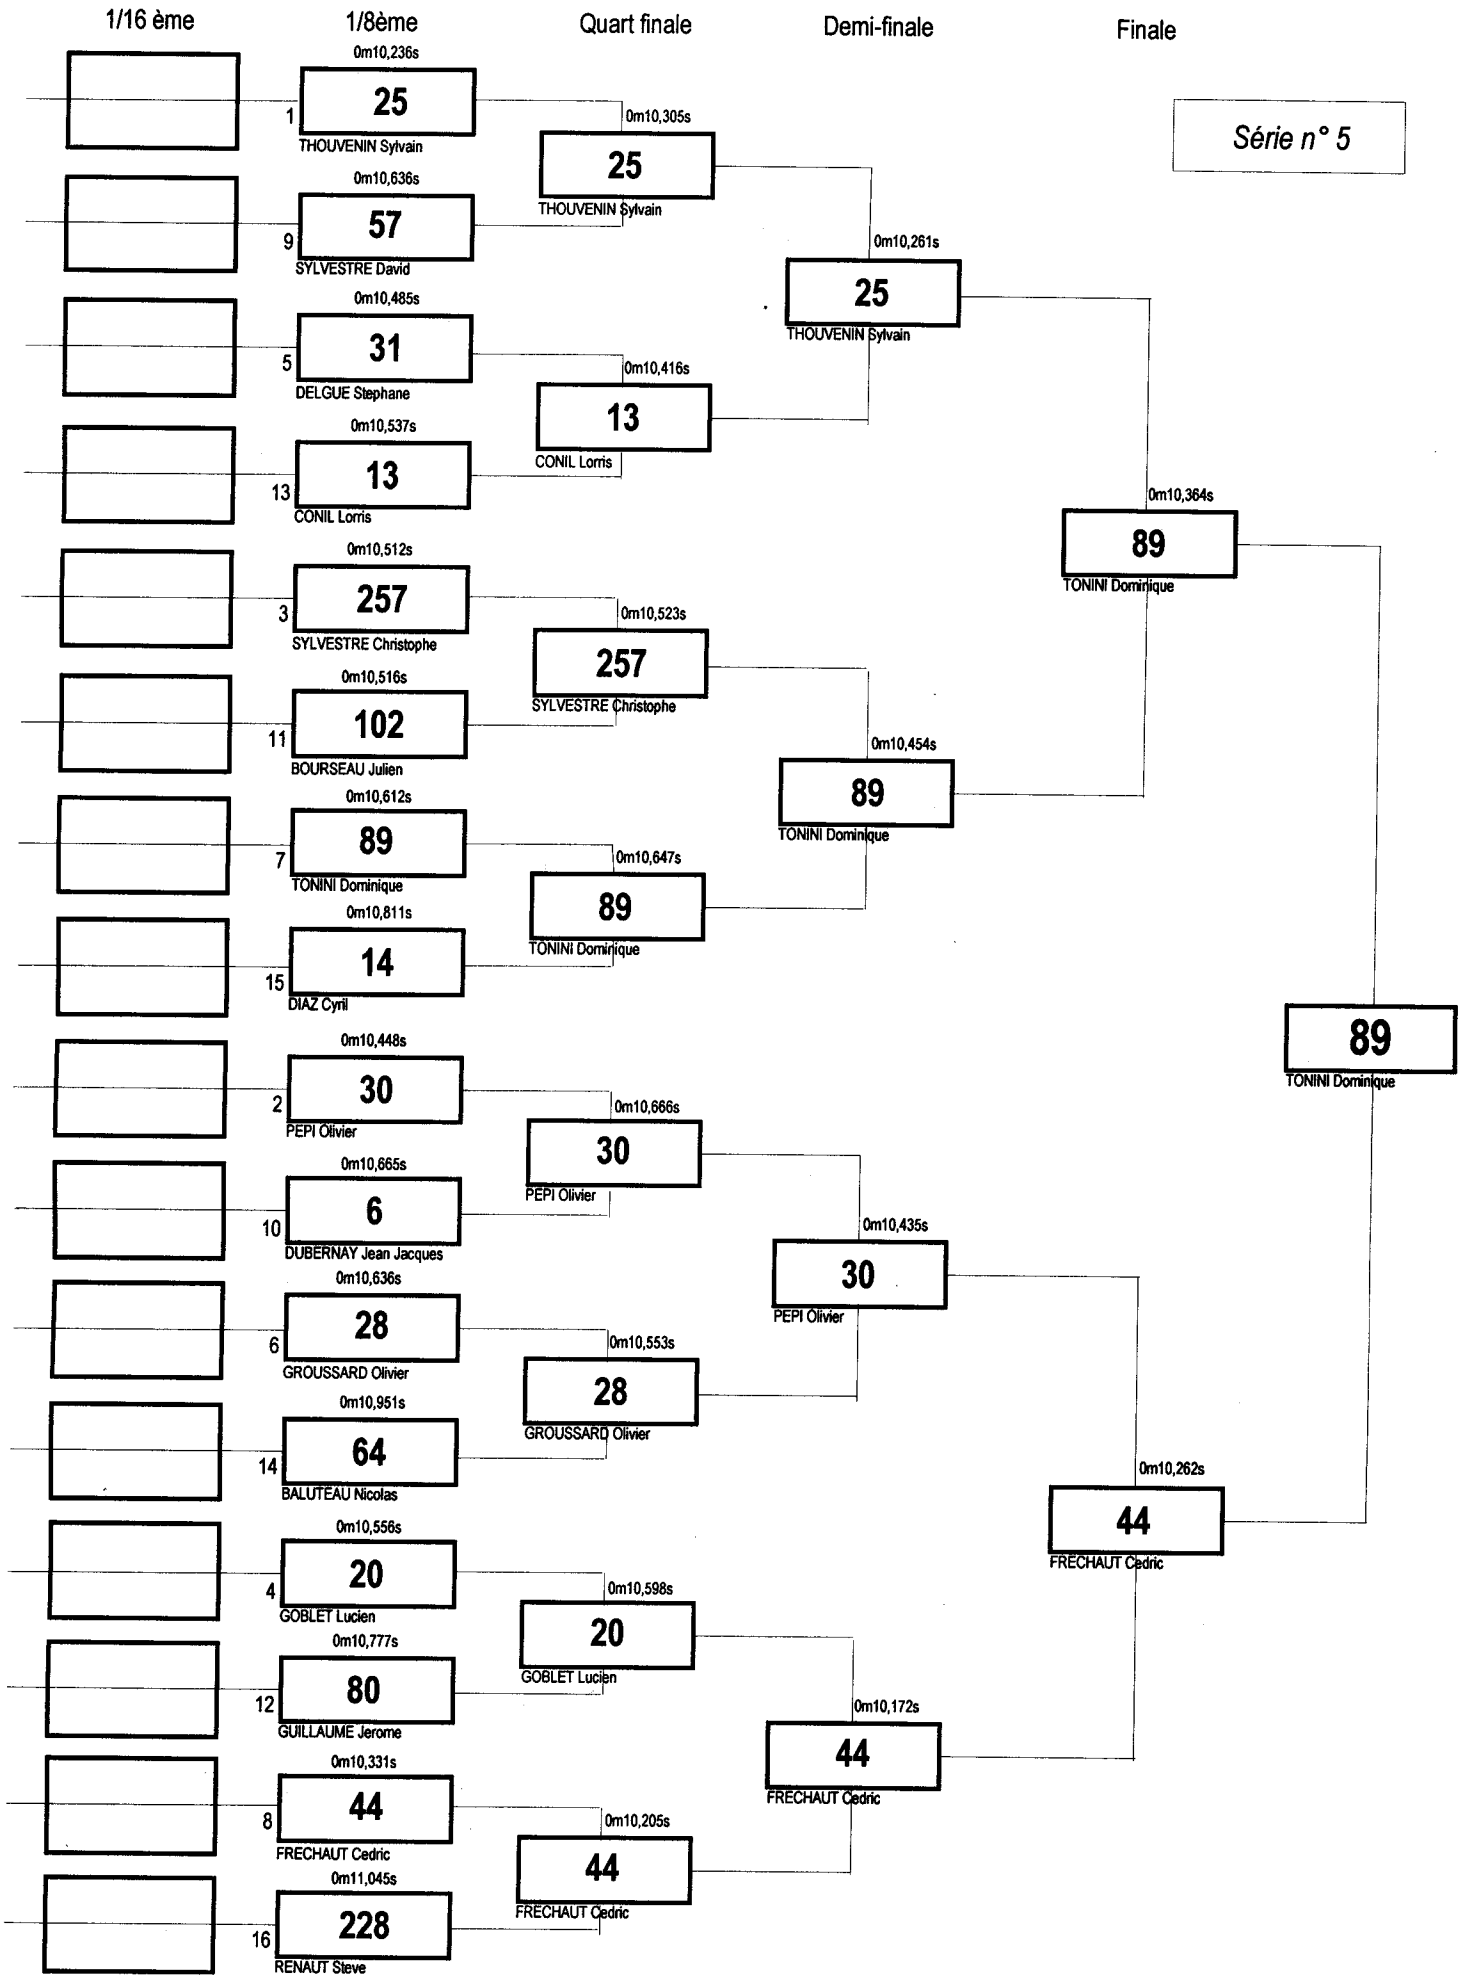 1/16 ème
1/8ème
Quart finale
Demi-finale
Finale
Série n° 5
0m10,236s
1
25
THOUVENIN Sylvain
0m10,636s
9
57
SYLVESTRE David
0m10,485s
5
31
DELGUE Stephane
0m10,537s
13
13
CONIL Lorris
0m10,512s
3
257
SYLVESTRE Christophe
0m10,516s
11
102
BOURSEAU Julien
0m10,612s
7
89
TONINI Dominique
0m10,811s
15
14
DIAZ Cyril
0m10,448s
2
30
PEPI Olivier
0m10,665s
10
6
DUBERNAY Jean Jacques
0m10,636s
6
28
GROUSSARD Olivier
0m10,951s
14
64
BALUTEAU Nicolas
0m10,556s
4
20
GOBLET Lucien
0m10,777s
12
80
GUILLAUME Jerome
0m10,331s
8
44
FRECHAUT Cedric
0m11,045s
16
228
RENAUT Steve
0m10,305s
25
THOUVENIN Sylvain
0m10,416s
13
CONIL Lorris
0m10,523s
257
SYLVESTRE Christophe
0m10,647s
89
TONINI Dominique
0m10,666s
30
PEPI Olivier
0m10,553s
28
GROUSSARD Olivier
0m10,598s
20
GOBLET Lucien
0m10,205s
44
FRECHAUT Cedric
0m10,261s
25
THOUVENIN Sylvain
0m10,454s
89
TONINI Dominique
0m10,435s
30
PEPI Olivier
0m10,172s
44
FRECHAUT Cedric
0m10,364s
89
TONINI Dominique
0m10,262s
44
FRECHAUT Cedric
89
TONINI Dominique